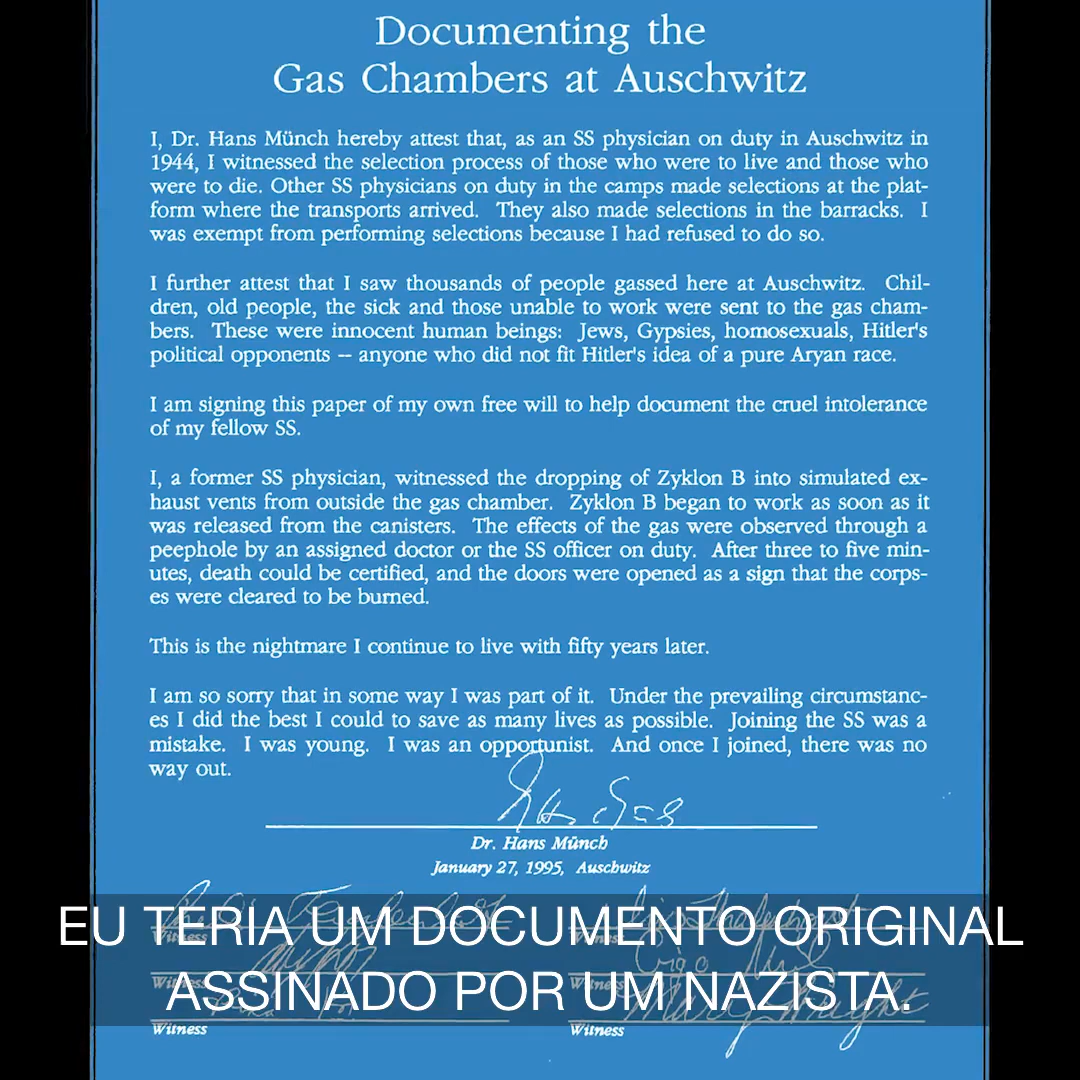 Documenting the
Gas Chambers at Auschwitz
I, Dr. Hans Münch hereby attest that, as an SS physician on duty in Auschwitz in
1944, I witnessed the selection process of those who were to live and those who
were to die. Other SS physicians on duty in the camps made selections at the plat-
form where the transports arrived. They also made selections in the barracks. I
was exempt from performing selections because I had refused to do so.
I further attest that I saw thousands of people gassed here at Auschwitz. Chil-
dren, old people, the sick and those unable to work were sent to the gas cham-
bers. These were innocent human beings: Jews, Gypsies, homosexuals, Hitler's
political opponents -- anyone who did not fit Hitler's idea of a pure Aryan race.
I am signing this paper of my own free will to help document the cruel intolerance
of my fellow SS.
I, a former SS physician, witnessed the dropping of Zyklon B into simulated ex-
haust vents from outside the gas chamber. Zyklon B began to work as soon as it
was released from the canisters. The effects of the gas were observed through a
peephole by an assigned doctor or the SS officer on duty. After three to five min-
utes, death could be certified, and the doors were opened as a sign that the corps-
es were cleared to be burned.
This is the nightmare I continue to live with fifty years later.
I am so sorry that in some way I was part of it. Under the prevailing circumstanc-
es I did the best I could to save as many lives as possible. Joining the SS was a
mistake. I was young. I was an opportunist. And once I joined, there was no
way out.
Dr. Hans Münch
January 27, 1995, Auschwitz
Witness
Witness
EU TERIA UM DOCUMENTO ORIGINAL
ASSINADO POR UM NAZISTA.
Witness
Witness
Witness
Witness